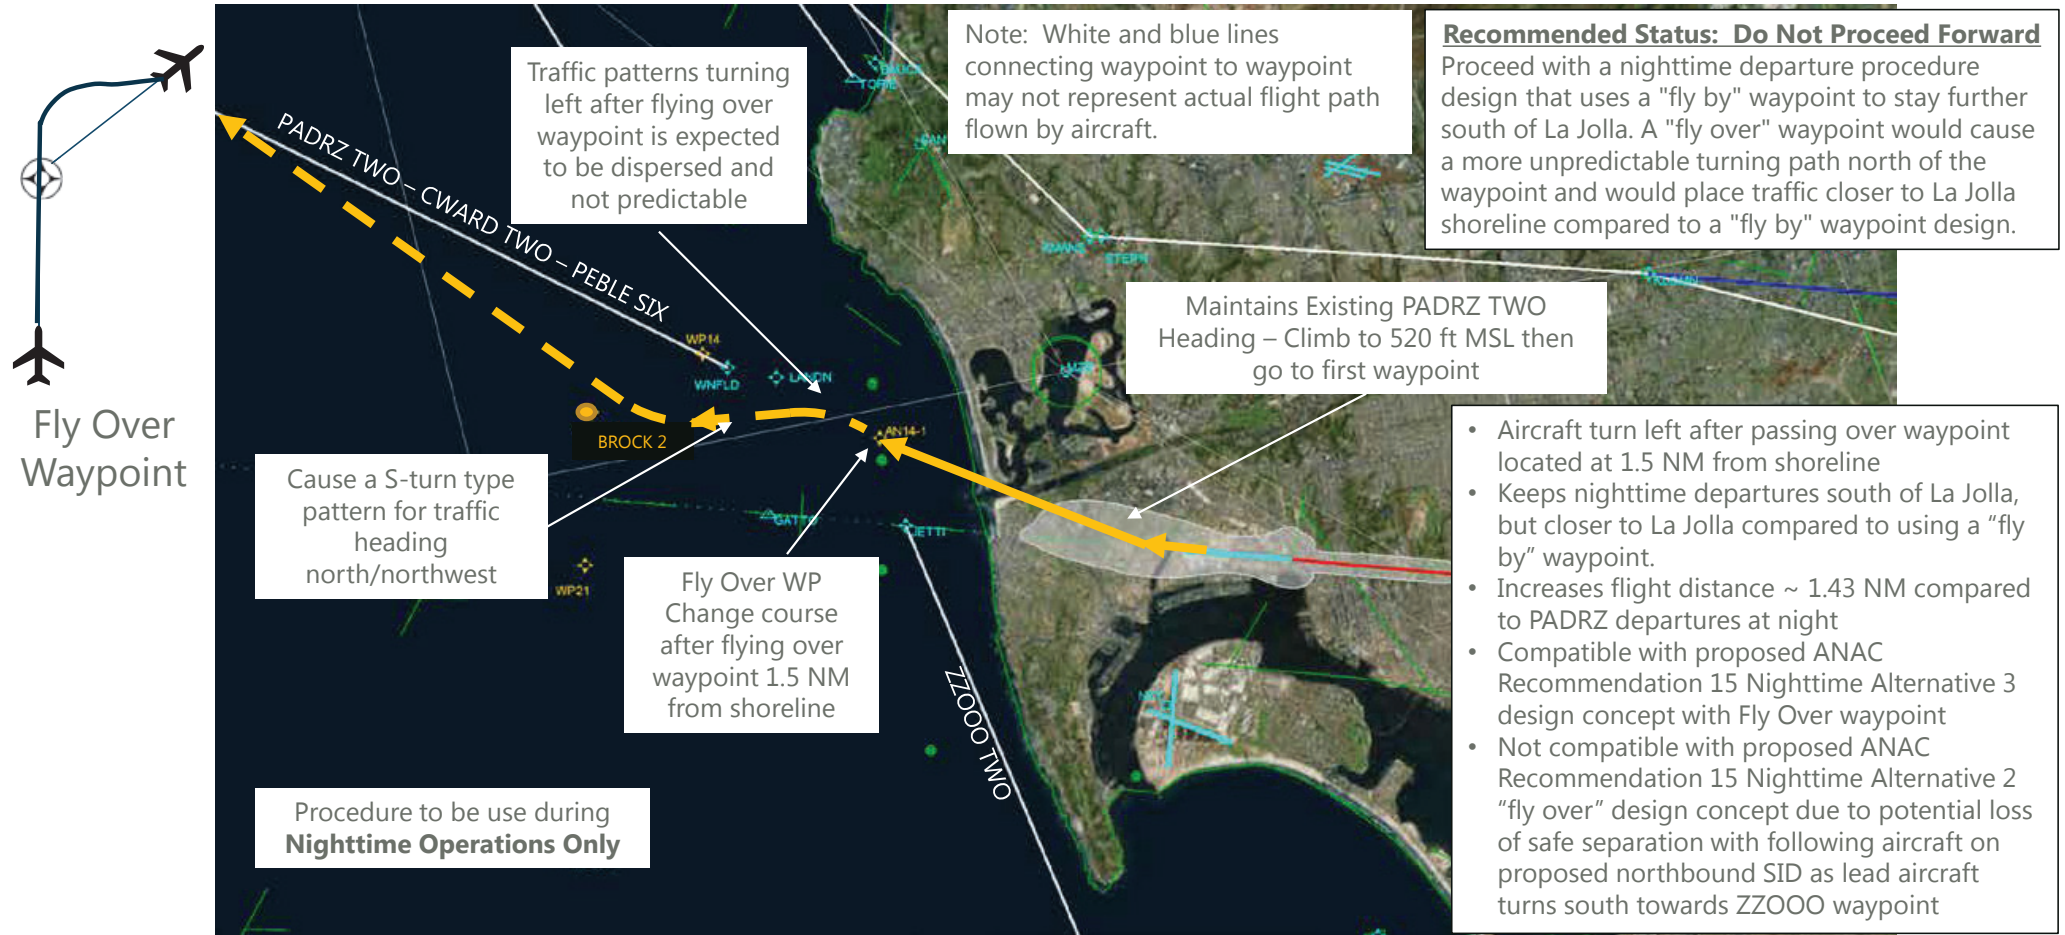 Fly Over
Waypoint
Traffic patterns turning
left after flying over
waypoint is expected
to be dispersed and
not predictable
Note:  White and blue lines
connecting waypoint to waypoint
may not represent actual flight path
flown by aircraft.
Recommended Status:  Do Not Proceed Forward
Proceed with a nighttime departure procedure
design that uses a "fly by" waypoint to stay further
south of La Jolla. A "fly over" waypoint would cause
a more unpredictable turning path north of the
waypoint and would place traffic closer to La Jolla
shoreline compared to a "fly by" waypoint design.
PADRZ TWO – CWARD TWO – PEBLE SIX
Maintains Existing PADRZ TWO
Heading – Climb to 520 ft MSL then
go to first waypoint
TORIE
STEPH
WP14
WNFLD
LANDN
MZB
BROCK 2
AN14-1
GATTO
JETTI
WP21
ZZOOO TWO
Cause a S-turn type
pattern for traffic
heading
north/northwest
Fly Over WP
Change course
after flying over
waypoint 1.5 NM
from shoreline
Procedure to be use during
Nighttime Operations Only
• Aircraft turn left after passing over waypoint
located at 1.5 NM from shoreline
• Keeps nighttime departures south of La Jolla,
but closer to La Jolla compared to using a “fly
by” waypoint.
• Increases flight distance ~ 1.43 NM compared
to PADRZ departures at night
• Compatible with proposed ANAC
Recommendation 15 Nighttime Alternative 3
design concept with Fly Over waypoint
• Not compatible with proposed ANAC
Recommendation 15 Nighttime Alternative 2
“fly over” design concept due to potential loss
of safe separation with following aircraft on
proposed northbound SID as lead aircraft
turns south towards ZZOOO waypoint